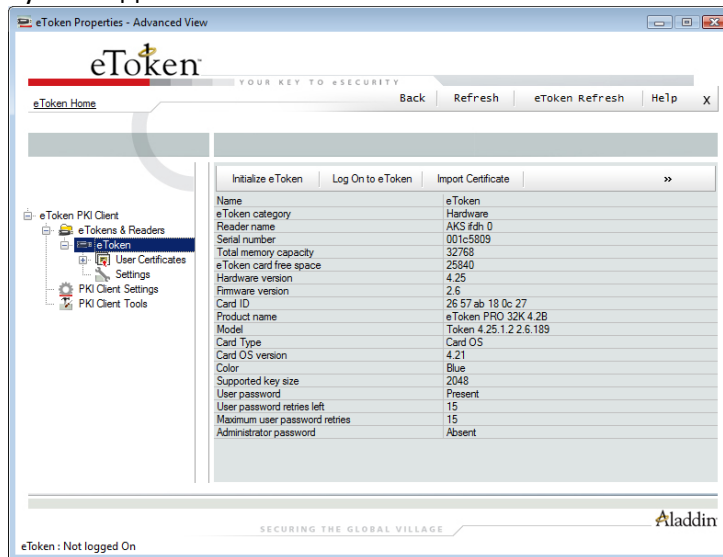 eToken Properties - Advanced View
eToken
YOUR KEY TO eSECURITY
eToken Home
Back Refresh eToken Refresh Help X
Initialize eToken Log On to eToken Import Certificate »
eToken PKI Client
eTokens & Readers
eToken
User Certificates
Settings
PKI Client Settings
PKI Client Tools
Name eToken
eToken category Hardware
Reader name AKS ifdh 0
Serial number 001c5809
Total memory capacity 32768
eToken card free space 25840
Hardware version 4.25
Firmware version 2.6
Card ID 26 57 ab 18 0c 27
Product name eToken PRO 32K 4.2B
Model Token 4.25.1.2 2.6.189
Card Type Card OS
Card OS version 4.21
Color Blue
Supported key size 2048
User password Present
User password retries left 15
Maximum user password retries 15
Administrator password Absent
SECURING THE GLOBAL VILLAGE
Aladdin
eToken : Not logged On